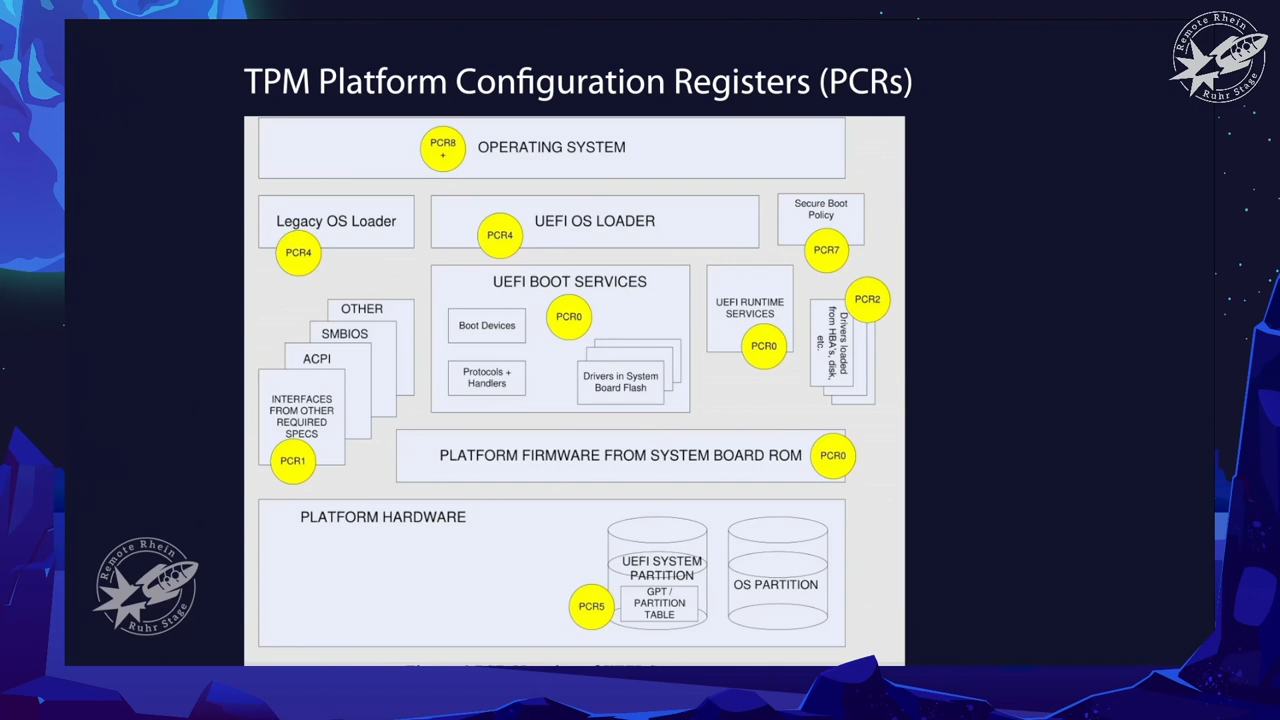 Remote Rhein
Ruhr Stage
TPM Platform Configuration Registers (PCRs)
PCR8
+
OPERATING SYSTEM
Legacy OS Loader
PCR4
UEFI OS LOADER
PCR4
Secure Boot
Policy
PCR7
UEFI BOOT SERVICES
PCR0
Boot Devices
Protocols +
Handlers
Drivers in System
Board Flash
UEFI RUNTIME
SERVICES
PCR0
PCR2
Drivers loaded
from HBA's, disk,
etc.
OTHER
SMBIOS
ACPI
INTERFACES
FROM OTHER
REQUIRED
SPECS
PCR1
PLATFORM FIRMWARE FROM SYSTEM BOARD ROM
PCR0
PLATFORM HARDWARE
UEFI SYSTEM
PARTITION
GPT /
PARTITION
TABLE
PCR5
OS PARTITION
Remote Rhein
Ruhr Stage